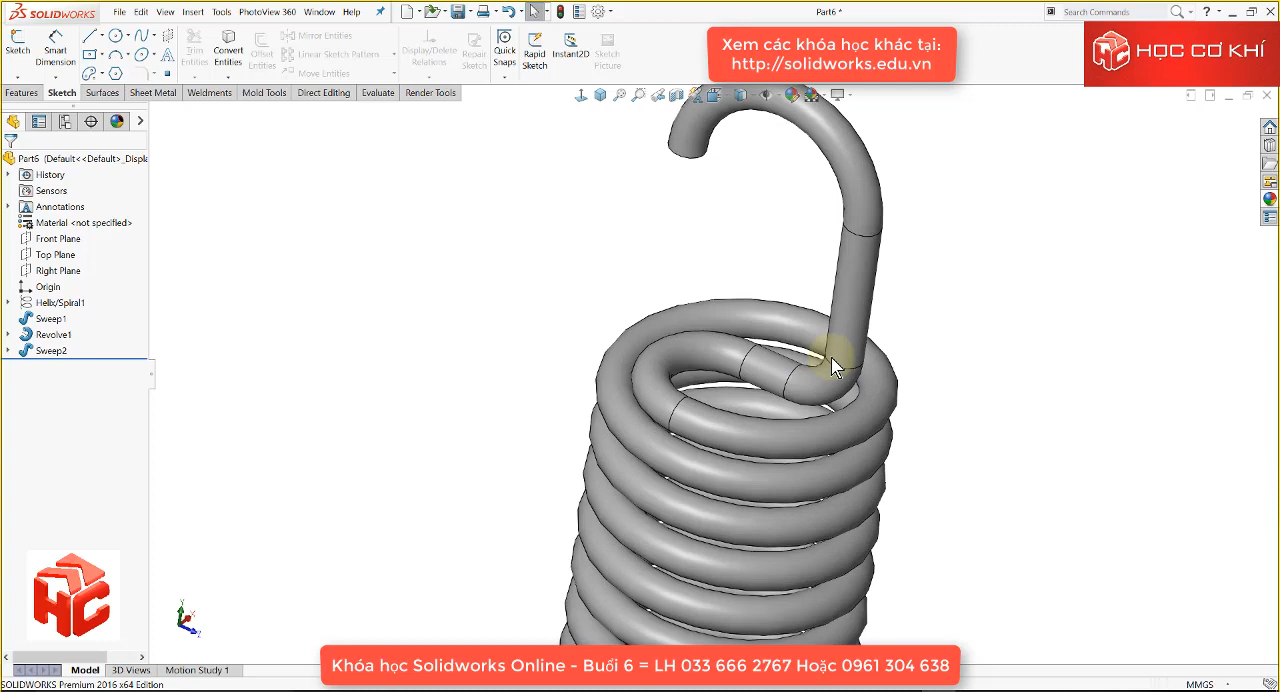 SOLIDWORKS
File Edit View Insert Tools PhotoView 360 Window Help
Part6 *
Search Commands
Sketch
Smart Dimension
Trim Entities
Convert Entities
Offset Entities
Mirror Entities
Linear Sketch Pattern
Move Entities
Display/Delete Relations
Repair Sketch
Quick Snaps
Rapid Sketch
Instant2D
Sketch Picture
Xem các khóa học khác tại:
http://solidworks.edu.vn
HỌC CƠ KHÍ
Features Sketch Surfaces Sheet Metal Weldments Mold Tools Direct Editing Evaluate Render Tools
Part6 (Default<<Default>_Displa
History
Sensors
Annotations
Material <not specified>
Front Plane
Top Plane
Right Plane
Origin
Helix/Spiral1
Sweep1
Revolve1
Sweep2
HC
Khóa học Solidworks Online - Buổi 6 = LH 033 666 2767 Hoặc 0961 304 638
Model 3D Views Motion Study 1
SOLIDWORKS Premium 2016 x64 Edition
MMGS